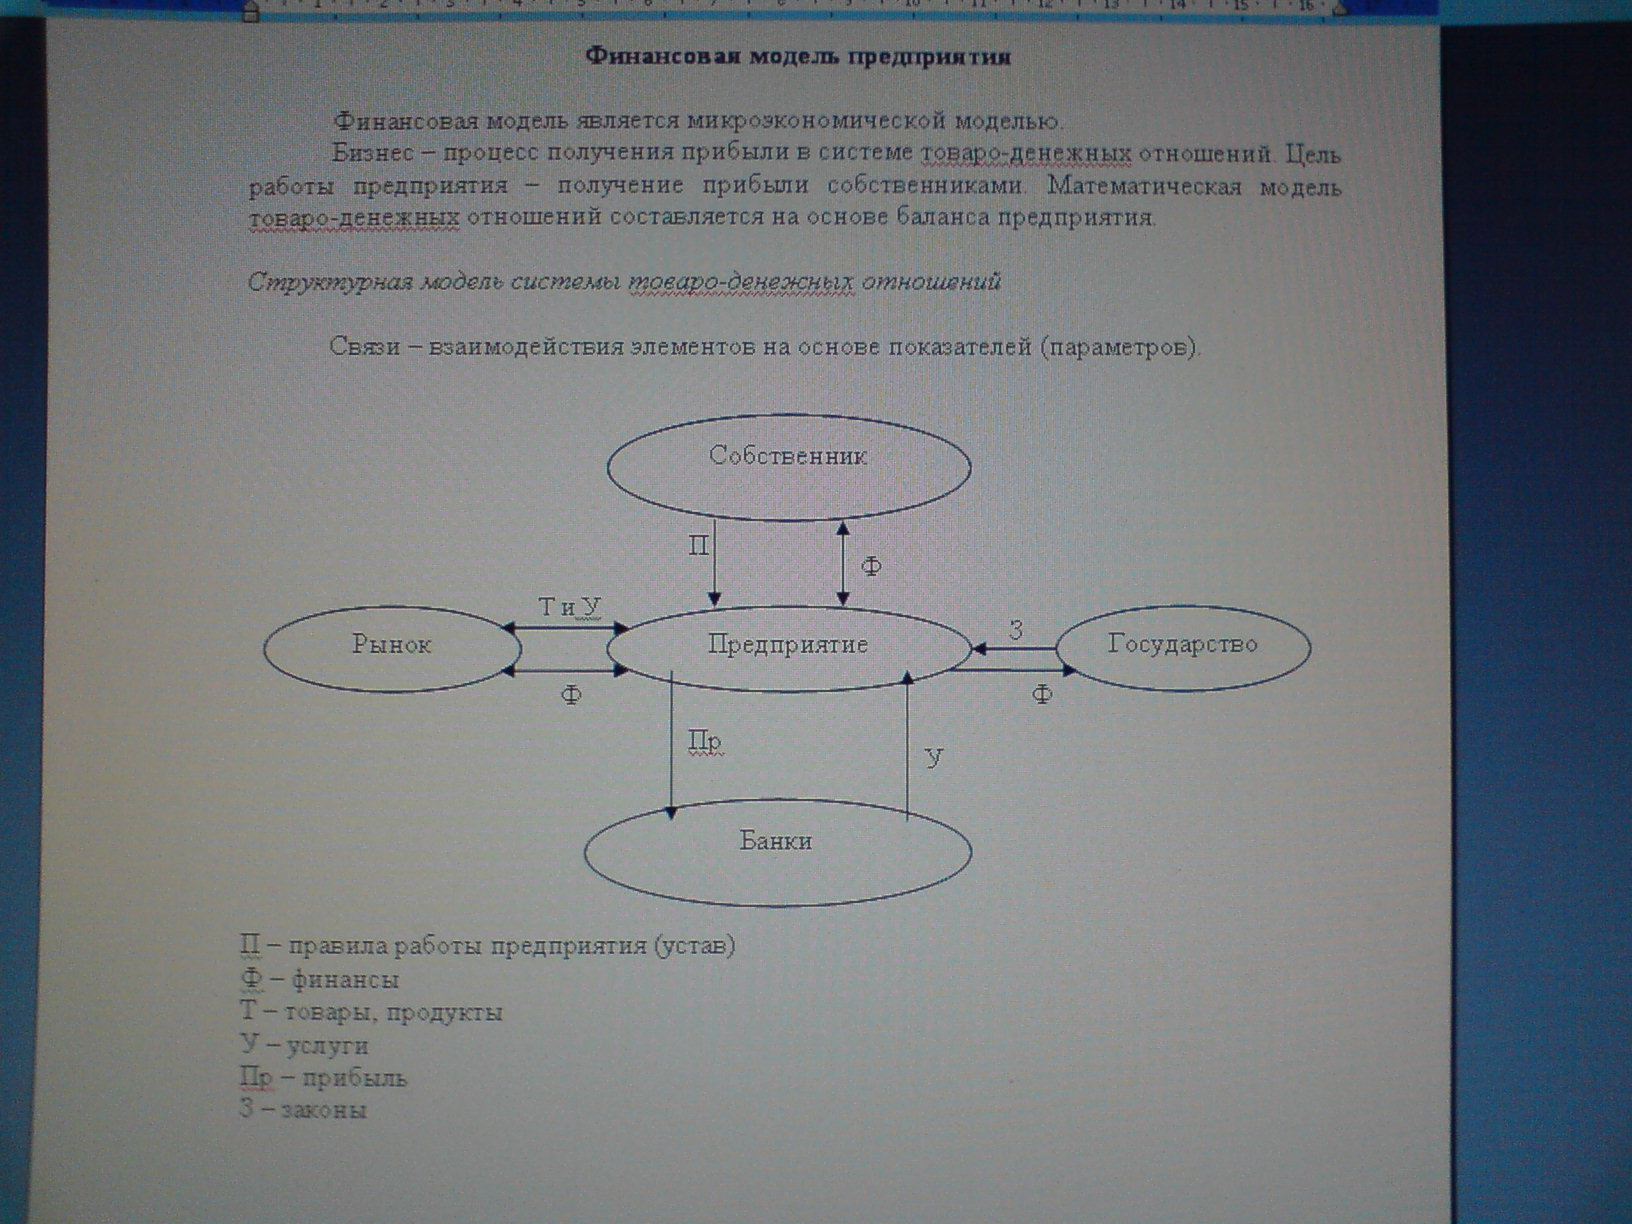 Финансовая модель предприятия
Финансовая модель является микроэкономической моделью.
Бизнес – процесс получения прибыли в системе товаро-денежных отношений. Цель
работы предприятия – получение прибыли собственниками. Математическая модель
товаро-денежных отношений составляется на основе баланса предприятия.
Структурная модель системы товаро-денежных отношений
Связи – взаимодействия элементов на основе показателей (параметров).
Собственник
П
Ф
Т и У
Рынок
Предприятие
З
Государство
Ф
Ф
Пр
У
Банки
П – правила работы предприятия (устав)
Ф – финансы
Т – товары, продукты
У – услуги
Пр – прибыль
З – законы